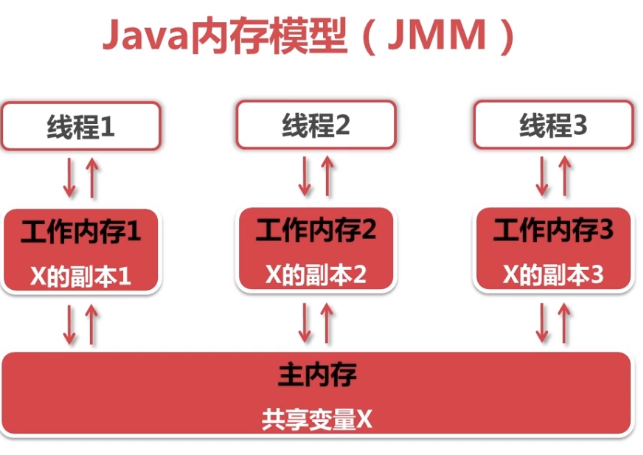 Java内存模型（JMM）
线程1
线程2
线程3
工作内存1
X的副本1
工作内存2
X的副本2
工作内存3
X的副本3
主内存
共享变量X